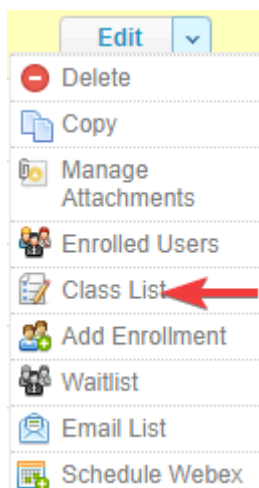 Edit
Delete
Copy
Manage
Attachments
Enrolled Users
Class List
Add Enrollment
Waitlist
Email List
Schedule Webex